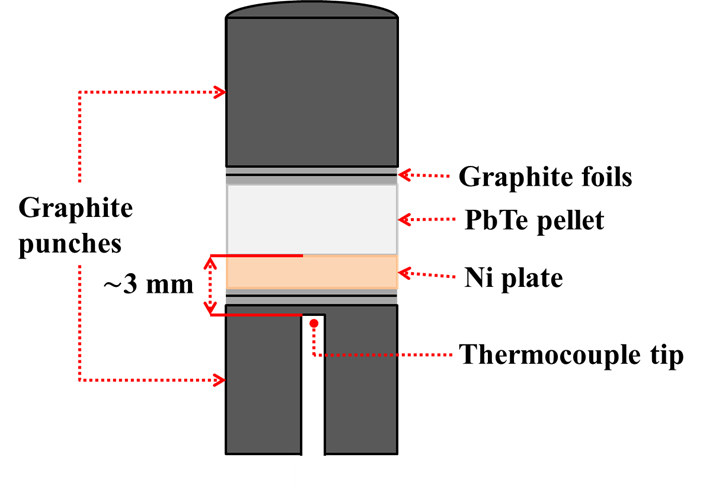 Graphite foils
PbTe pellet
Graphite
punches
~3 mm
Ni plate
Thermocouple tip